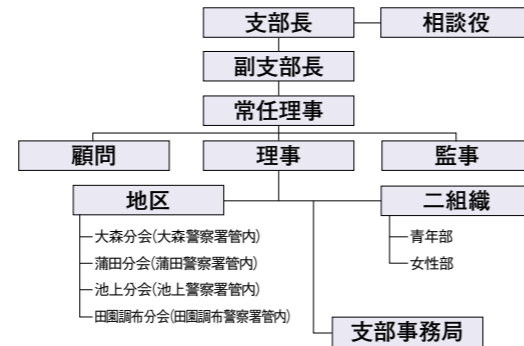 支部長
相談役
副支部長
常任理事
顧問
理事
監事
地区
二組織
大森分会(大森警察署管内)
青年部
蒲田分会(蒲田警察署管内)
女性部
池上分会(池上警察署管内)
田園調布分会(田園調布警察署管内)
支部事務局